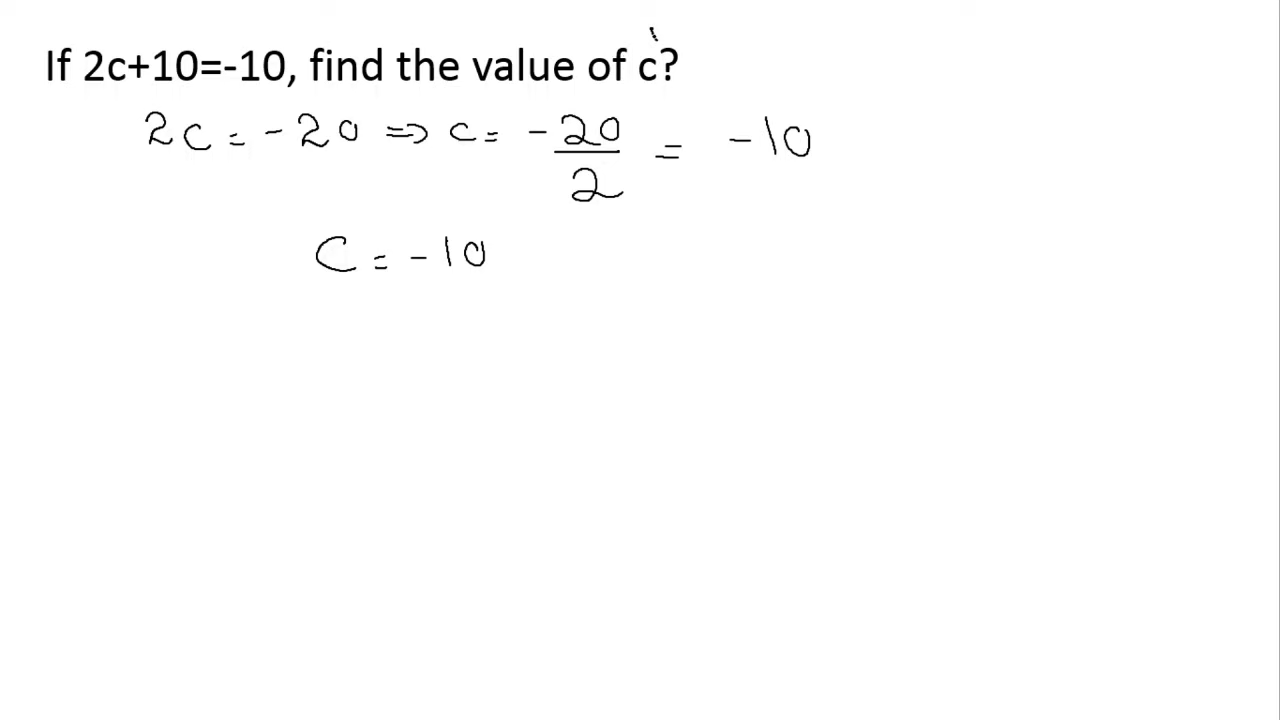 If 2c+10=-10, find the value of c?
2c = -20 ⇒ c = -20/2 = -10
C = -10